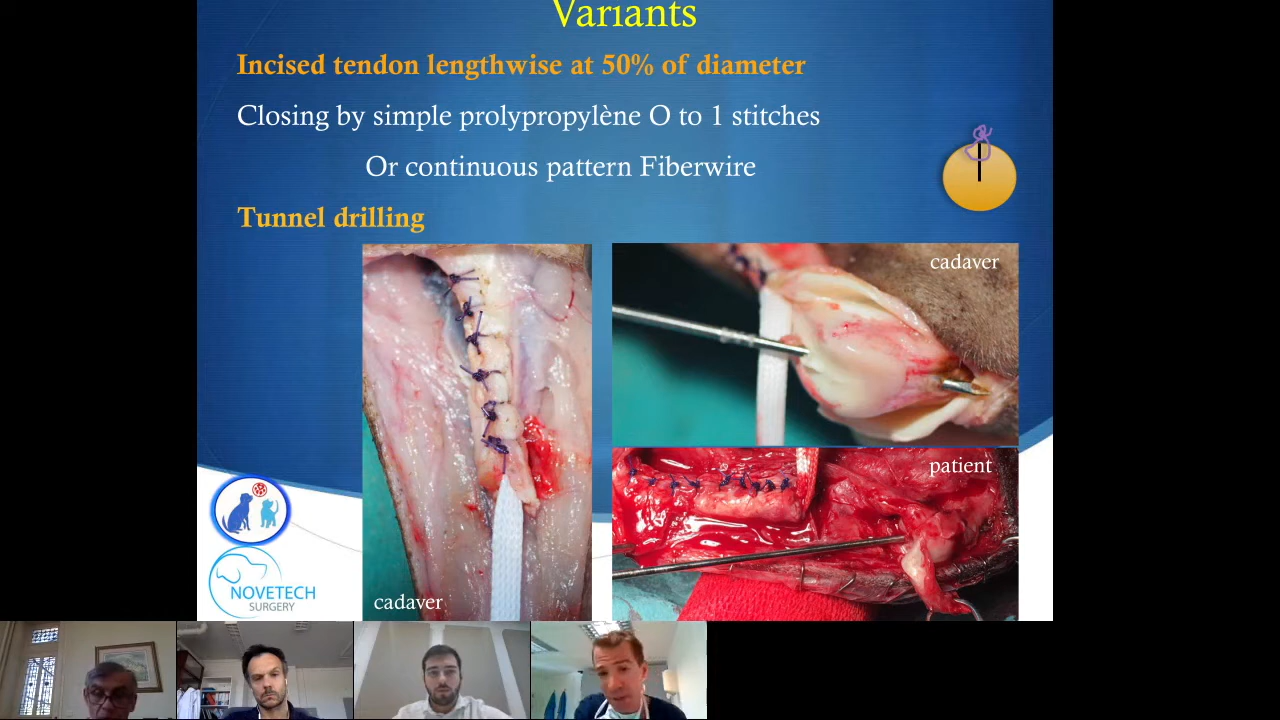 Variants
Incised tendon lengthwise at 50% of diameter
Closing by simple prolypropylène O to 1 stitches
Or continuous pattern Fiberwire
Tunnel drilling
cadaver
cadaver
patient
NOVETECH
SURGERY